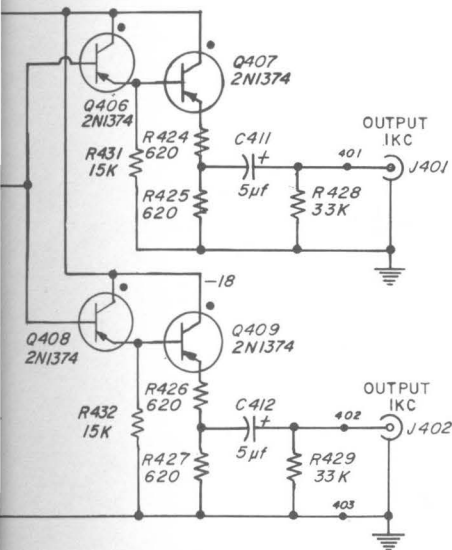 Q407
2N1374
Q406
2N1374
R424
620
C411
+
5µf
R431
15K
R425
620
401
OUTPUT
.1KC
J401
R428
33K
-18
Q408
2N1374
Q409
2N1374
R426
620
C412
+
5µf
R432
15K
R427
620
402
OUTPUT
1KC
J402
R429
33K
403